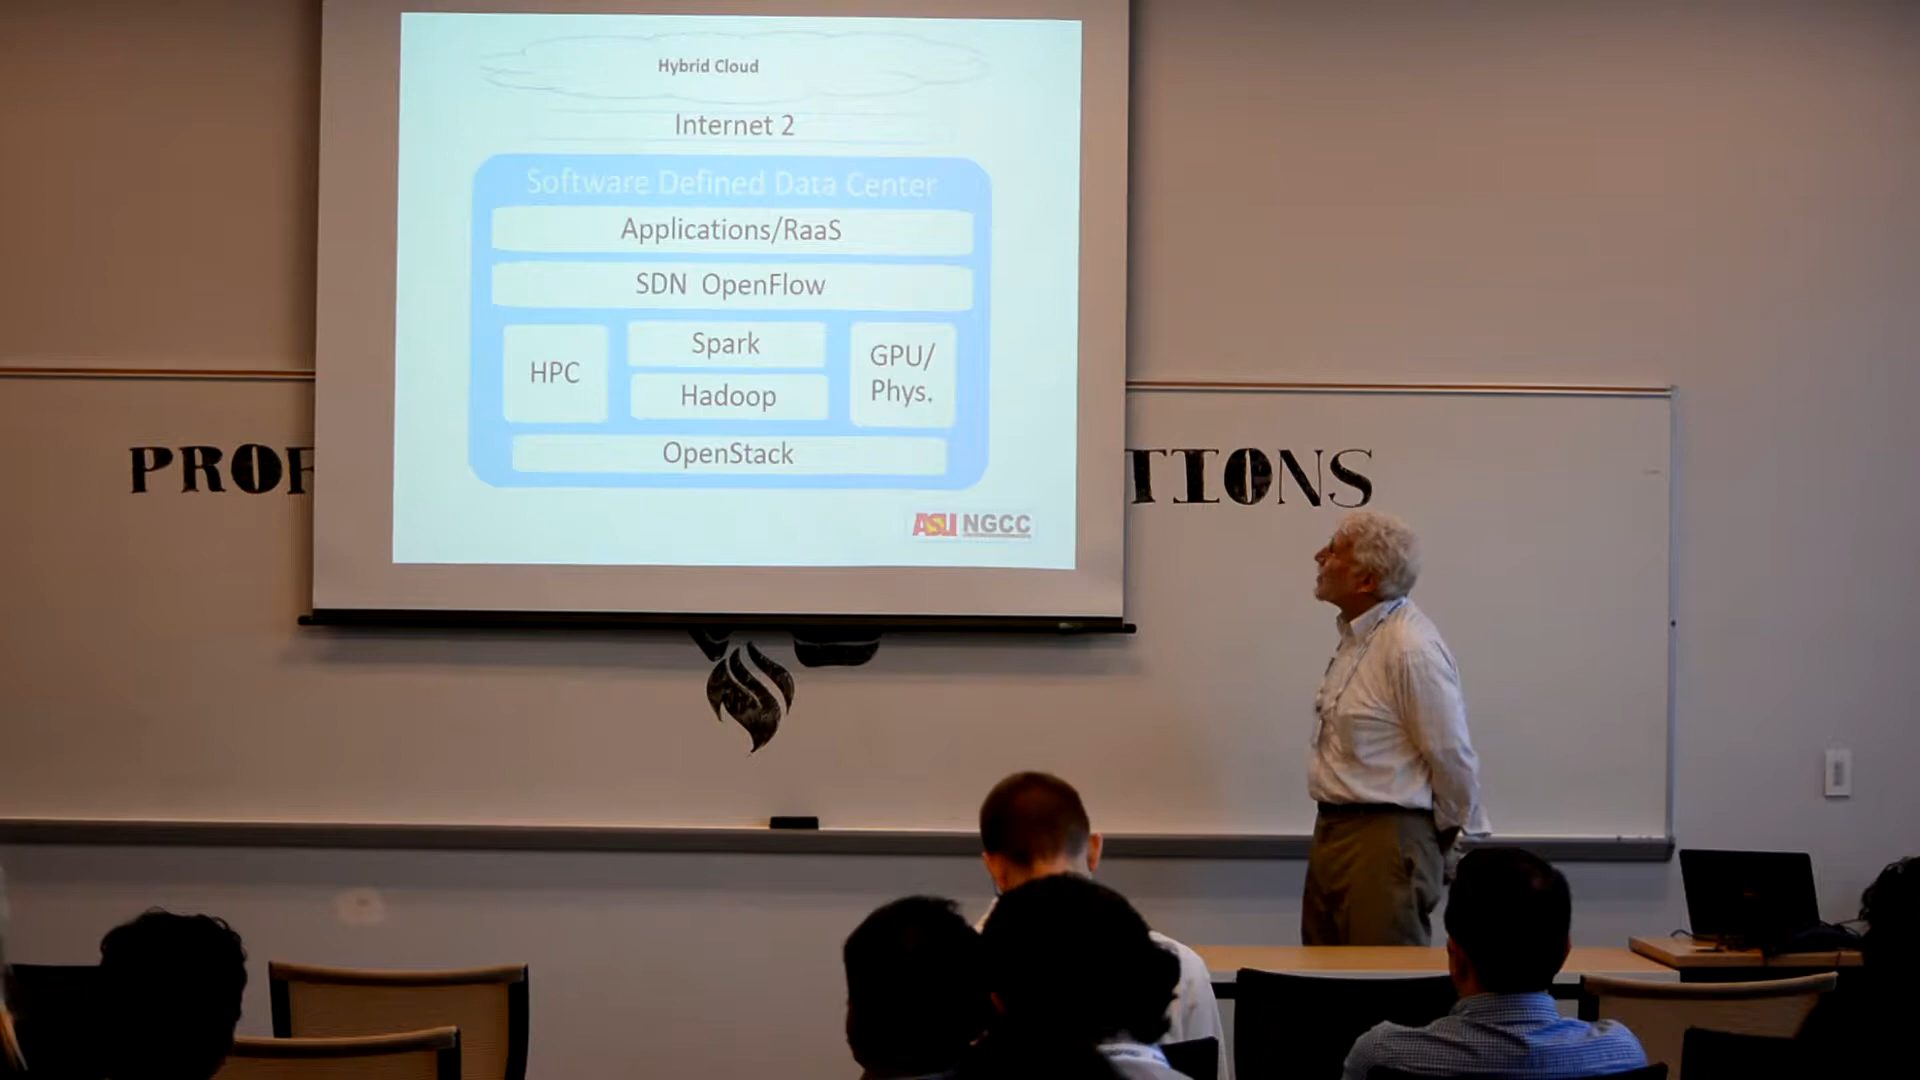 Hybrid Cloud
Internet 2
Software Defined Data Center
Applications/RaaS
SDN OpenFlow
HPC
Spark
Hadoop
GPU/
Phys.
OpenStack
ASU NGCC
PROF
TIONS